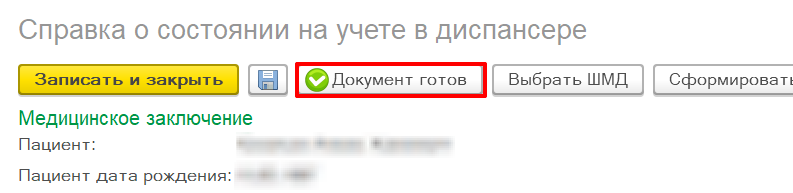 Справка о состоянии на учете в диспансере
Записать и закрыть Документ готов Выбрать ШМД Сформировать
Медицинское заключение
Пациент:
Пациент дата рождения: